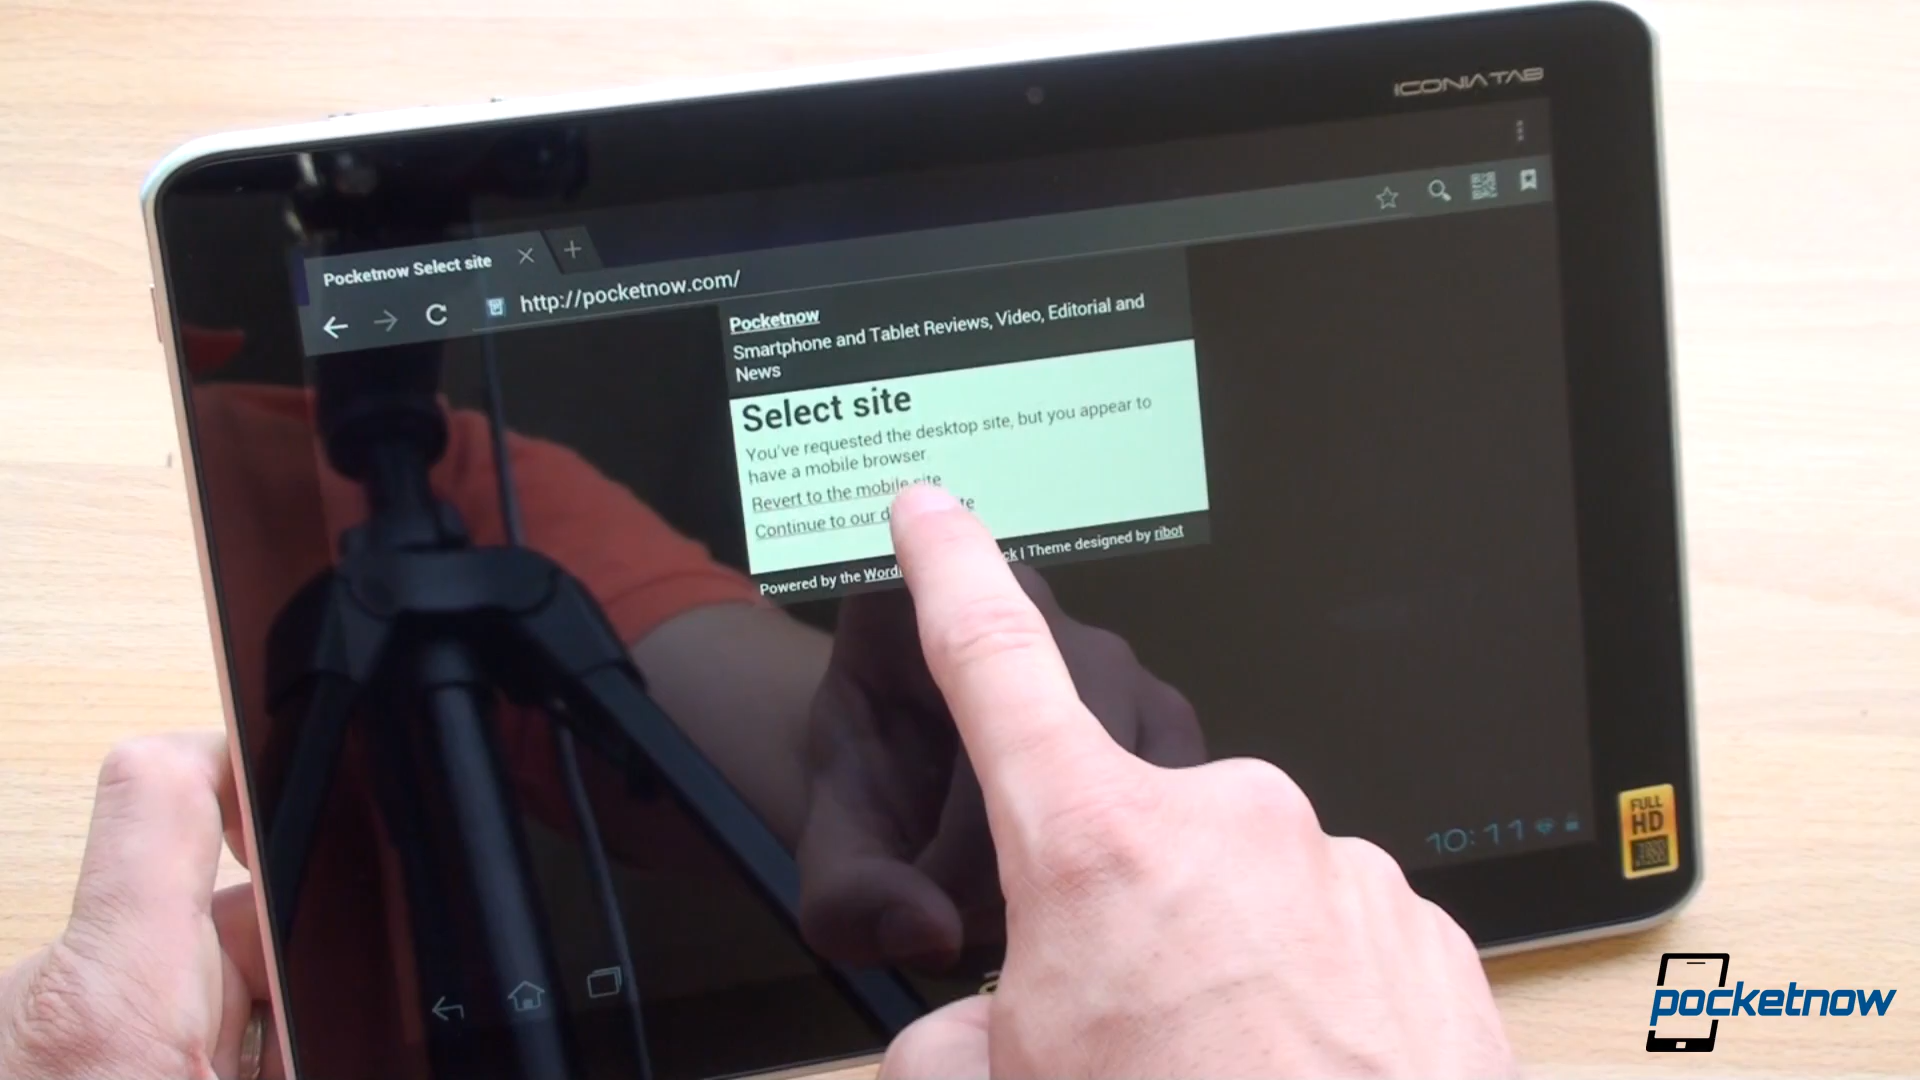 ICONIA TAB
Pocketnow Select site
http://pocketnow.com/
Pocketnow
Smartphone and Tablet Reviews, Video, Editorial and
News
Select site
You've requested the desktop site, but you appear to
have a mobile browser.
Revert to the mobile site
Continue to our
Powered by the | Theme designed by ribot
10:11
FULL
HD
pocketnow